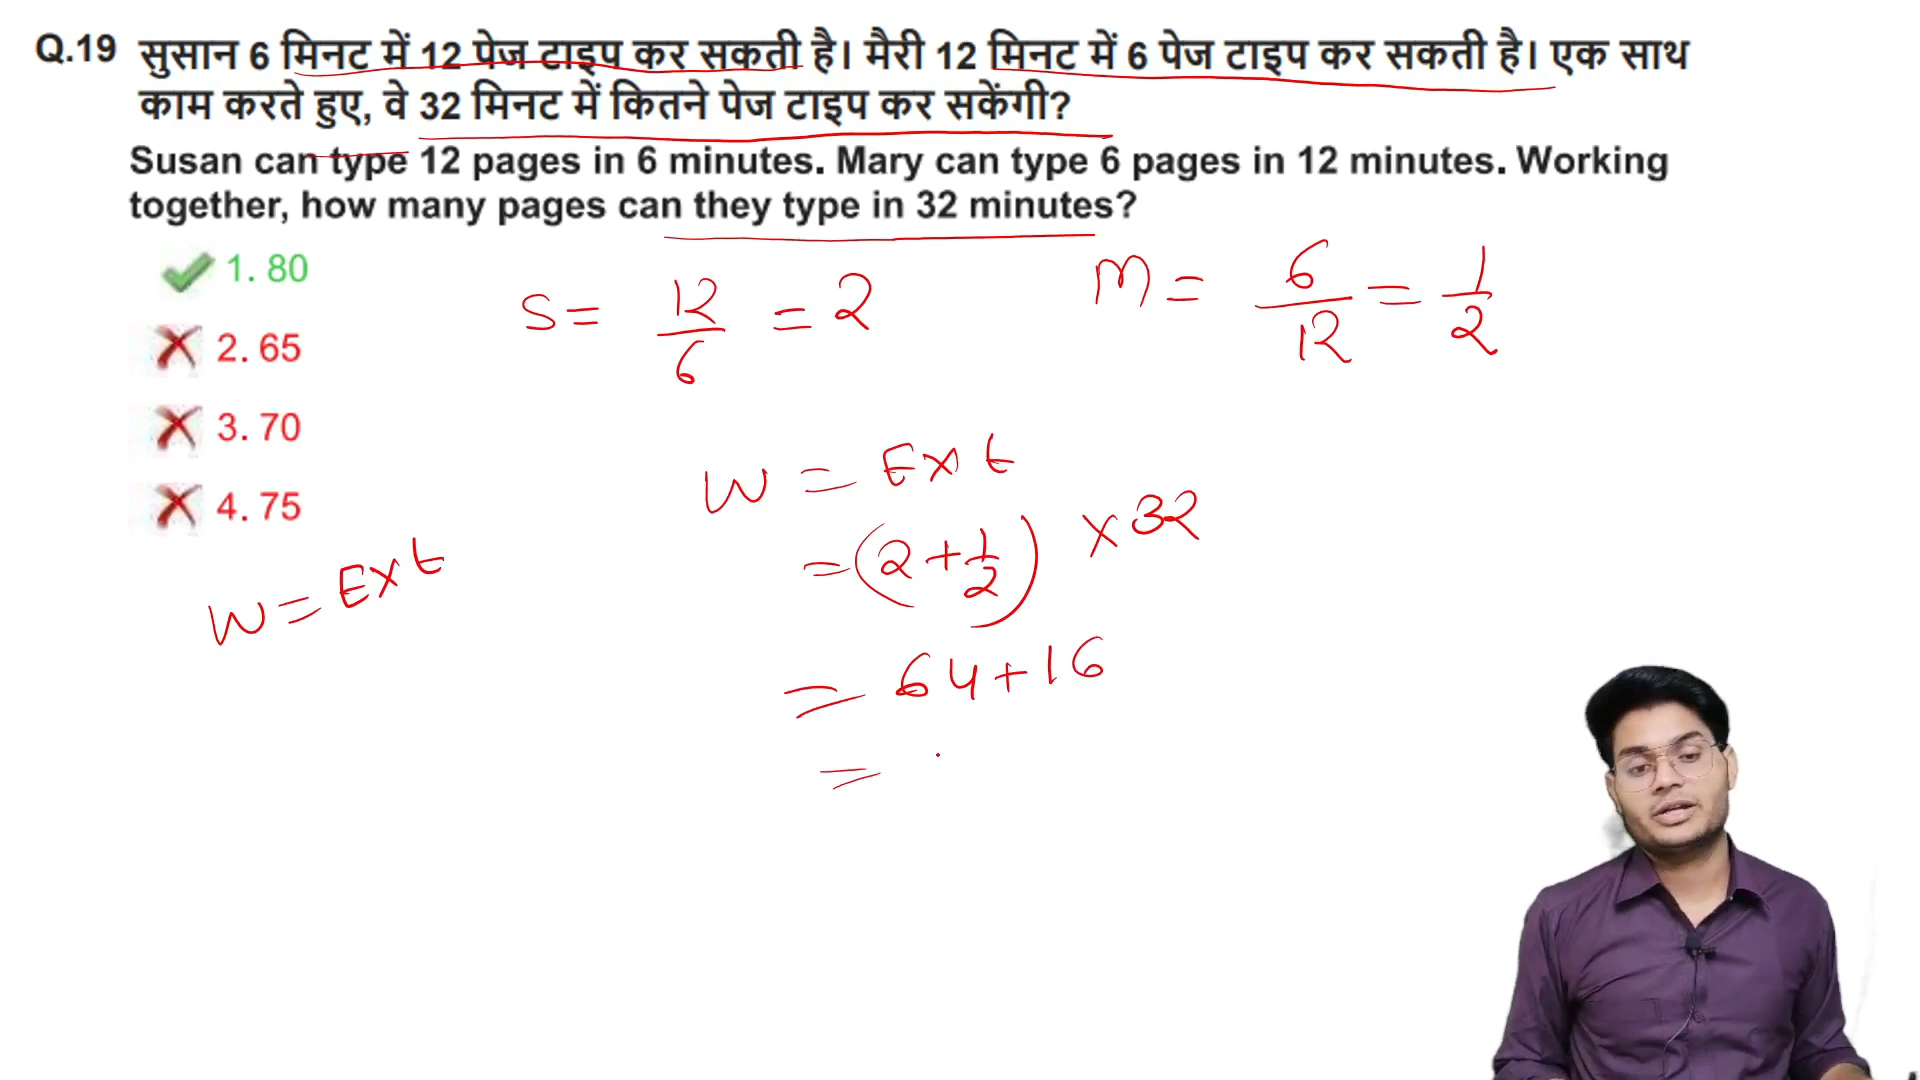 Q.19 सुसान 6 मिनट में 12 पेज टाइप कर सकती है। मैरी 12 मिनट में 6 पेज टाइप कर सकती है। एक साथ
काम करते हुए, वे 32 मिनट में कितने पेज टाइप कर सकेंगी?
Susan can type 12 pages in 6 minutes. Mary can type 6 pages in 12 minutes. Working
together, how many pages can they type in 32 minutes?
1. 80
2. 65
3. 70
4. 75
S = 12/6 = 2
M = 6/12 = 1/2
W = E x t
= (2 + 1/2) x 32
= 64 + 16
=
W = E x t